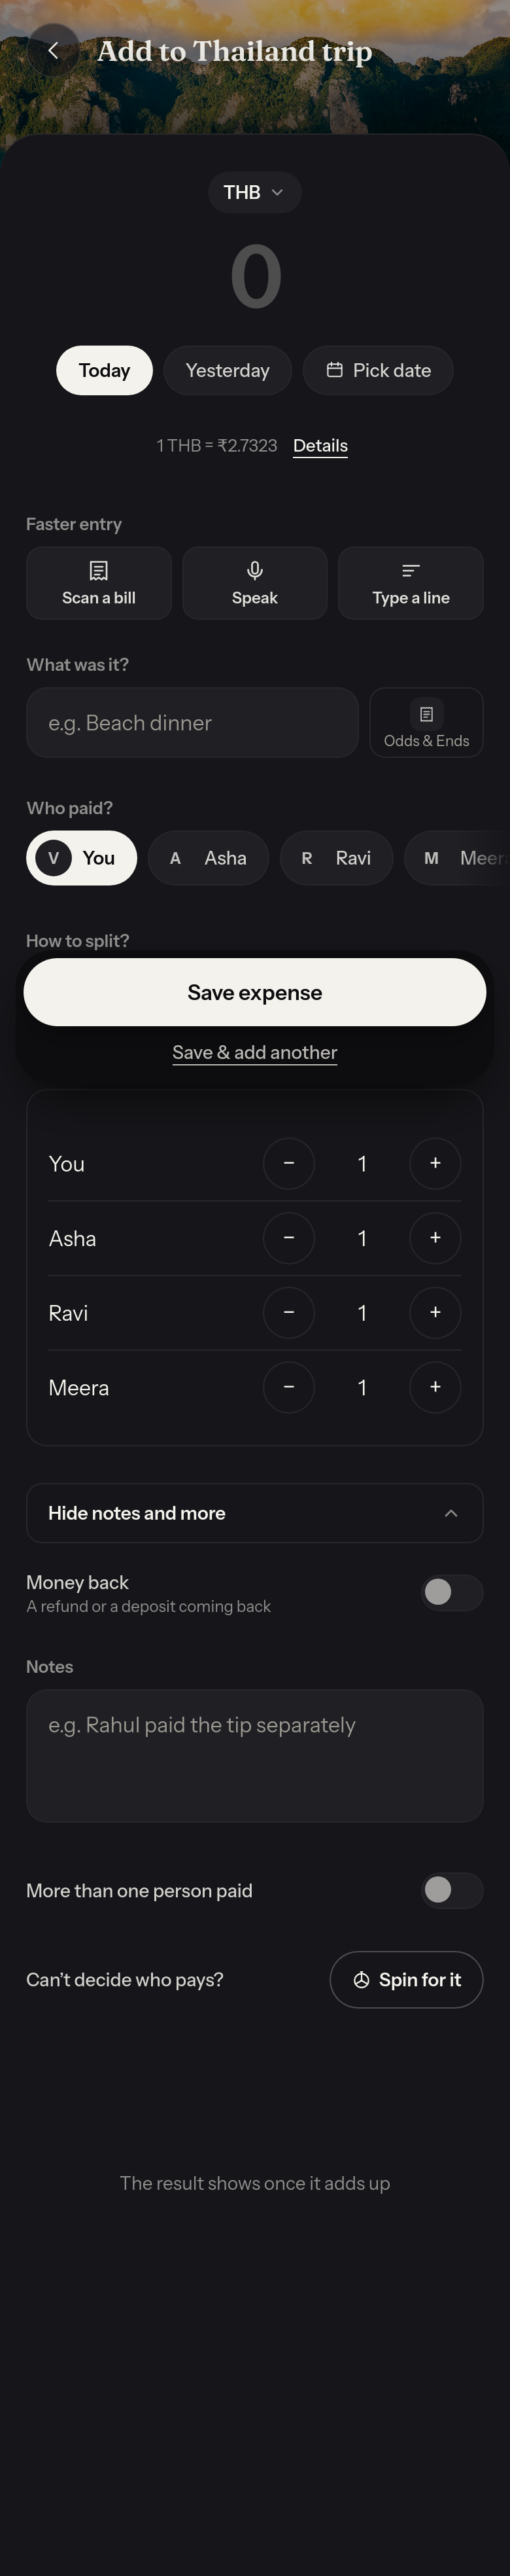 Add to Thailand trip
THB
0
Today Yesterday Pick date
1 THB = ₹2.7323 Details
Faster entry
Scan a bill Speak Type a line
What was it?
e.g. Beach dinner Odds & Ends
Who paid?
V You A Asha R Ravi M Meera
How to split?
Save expense
Save & add another
You − 1 +
Asha − 1 +
Ravi − 1 +
Meera − 1 +
Hide notes and more
Money back
A refund or a deposit coming back
Notes
e.g. Rahul paid the tip separately
More than one person paid
Can’t decide who pays? Spin for it
The result shows once it adds up